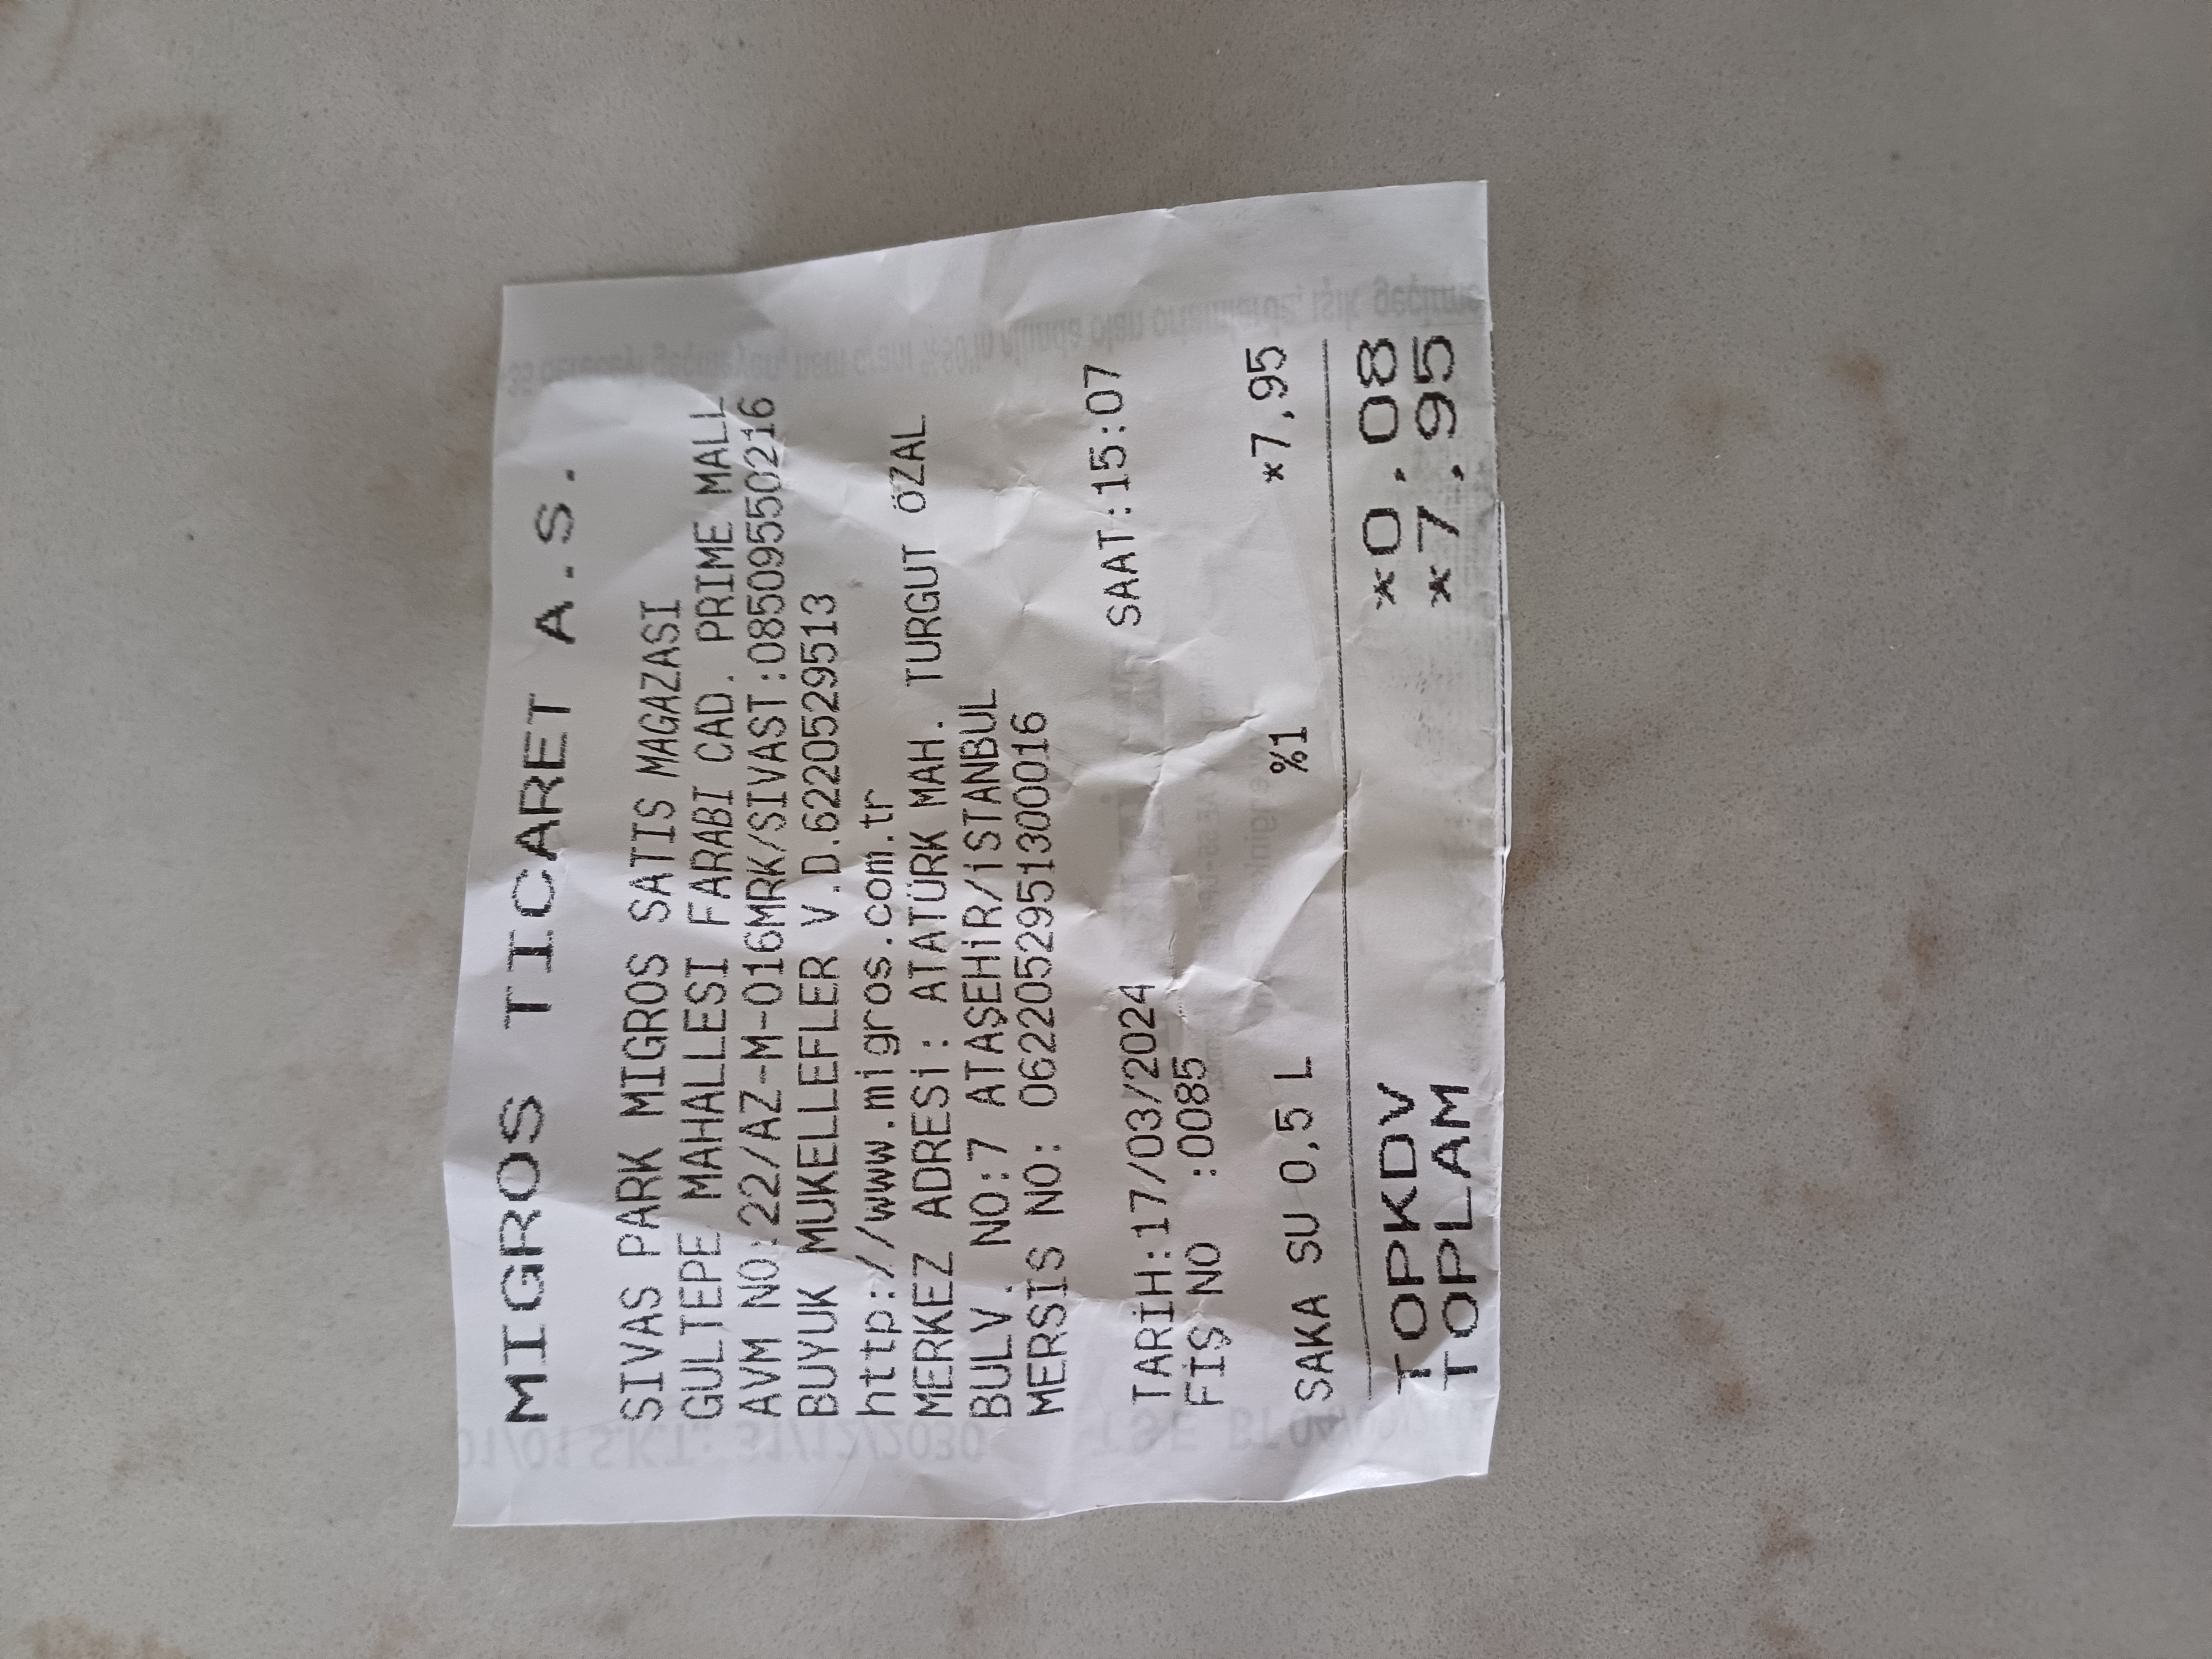 MIGROS TICARET A.S.
SIVAS PARK MIGROS SATIS MAGAZASI
GULTEPE MAHALLESI FARABI CAD. PRIME MALL
AVM NO:22/AZ-M-016MRK/SIVAST:08509550216
BUYUK MUKELLEFLER V.D.6220529513
http://www.migros.com.tr
MERKEZ ADRESi: ATATÜRK MAH. TURGUT ÖZAL
BULV. NO:7 ATAŞEHiR/iSTANBUL
MERSİS NO: 0622052951300016
TARİH:17/03/2024 SAAT:15:07
FİŞ NO :0085
SAKA SU 0,5 L %1 *7,95
TOPKDV *0,08
TOPLAM *7,95